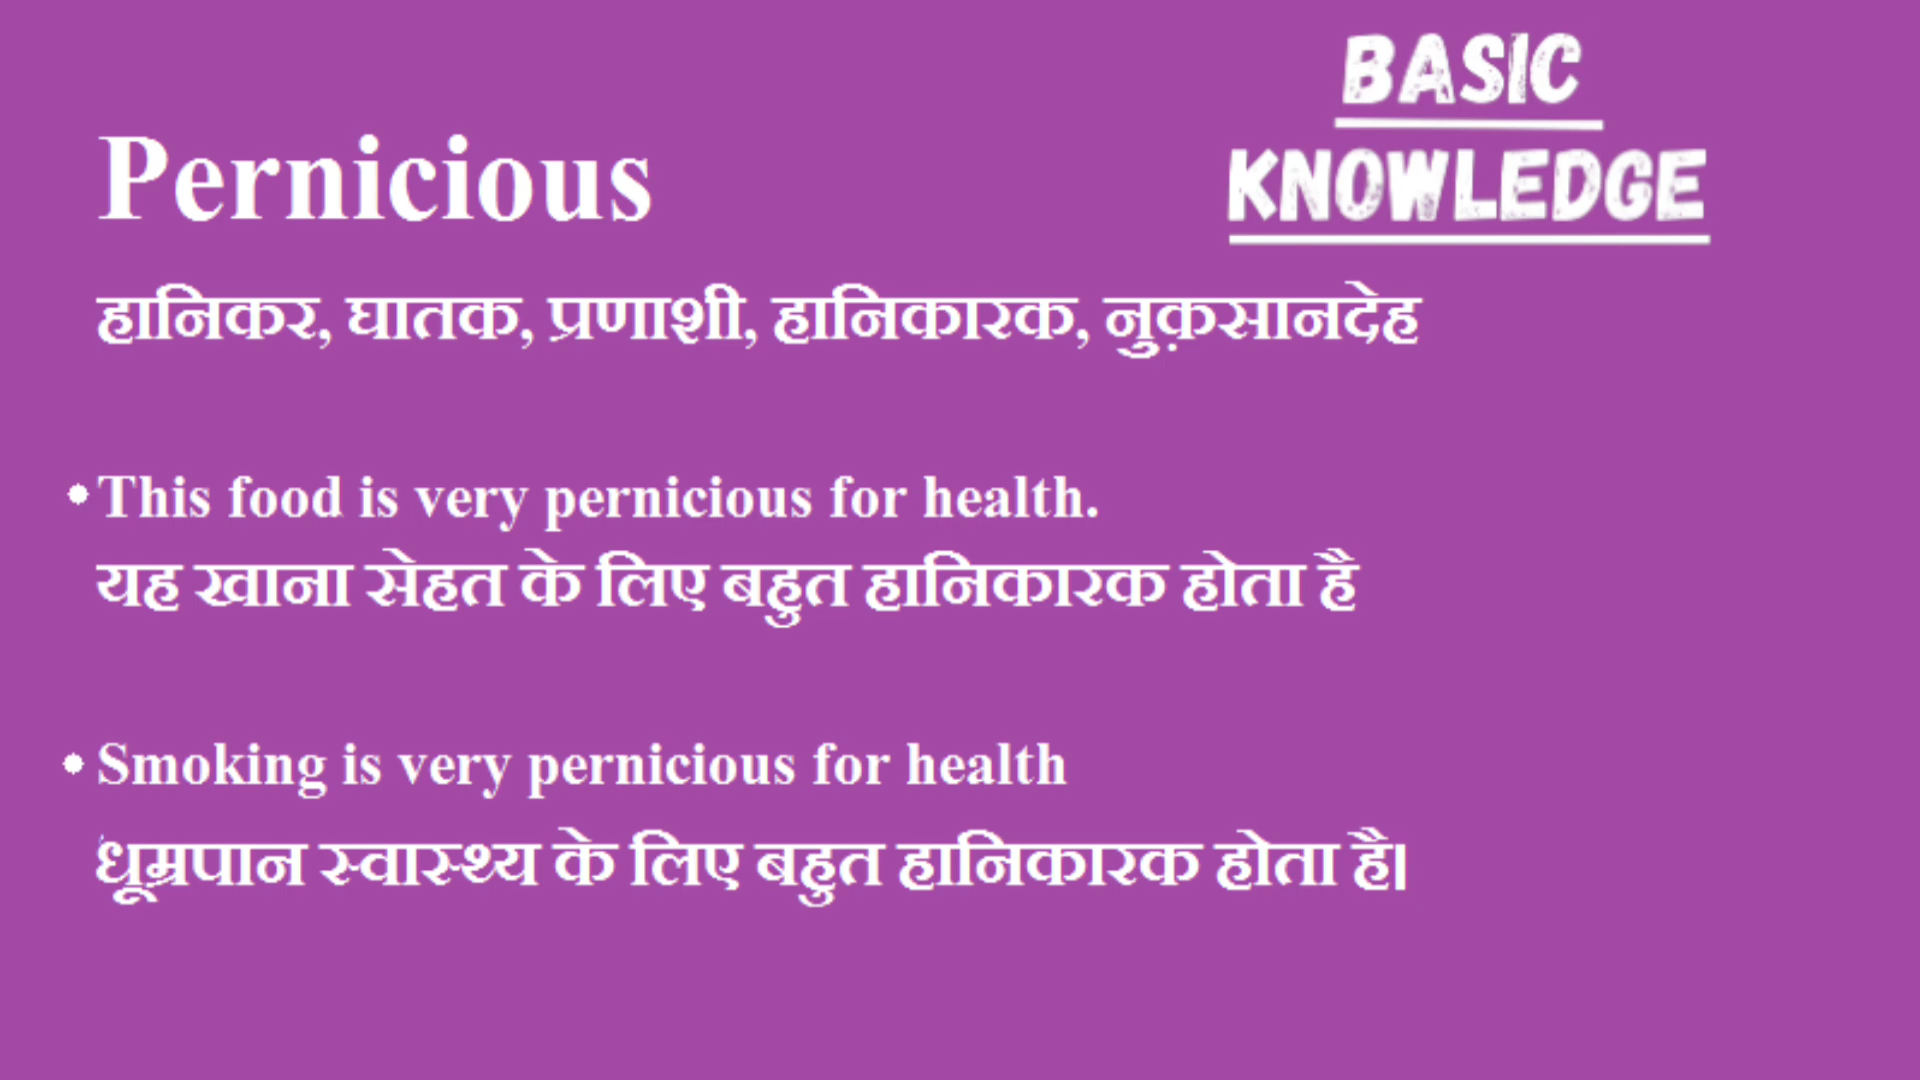 BASIC
KNOWLEDGE
Pernicious
हानिकर, घातक, प्रणाशी, हानिकारक, नुक़सानदेह
• This food is very pernicious for health.
यह खाना सेहत के लिए बहुत हानिकारक होता है
• Smoking is very pernicious for health
धूम्रपान स्वास्थ्य के लिए बहुत हानिकारक होता है।